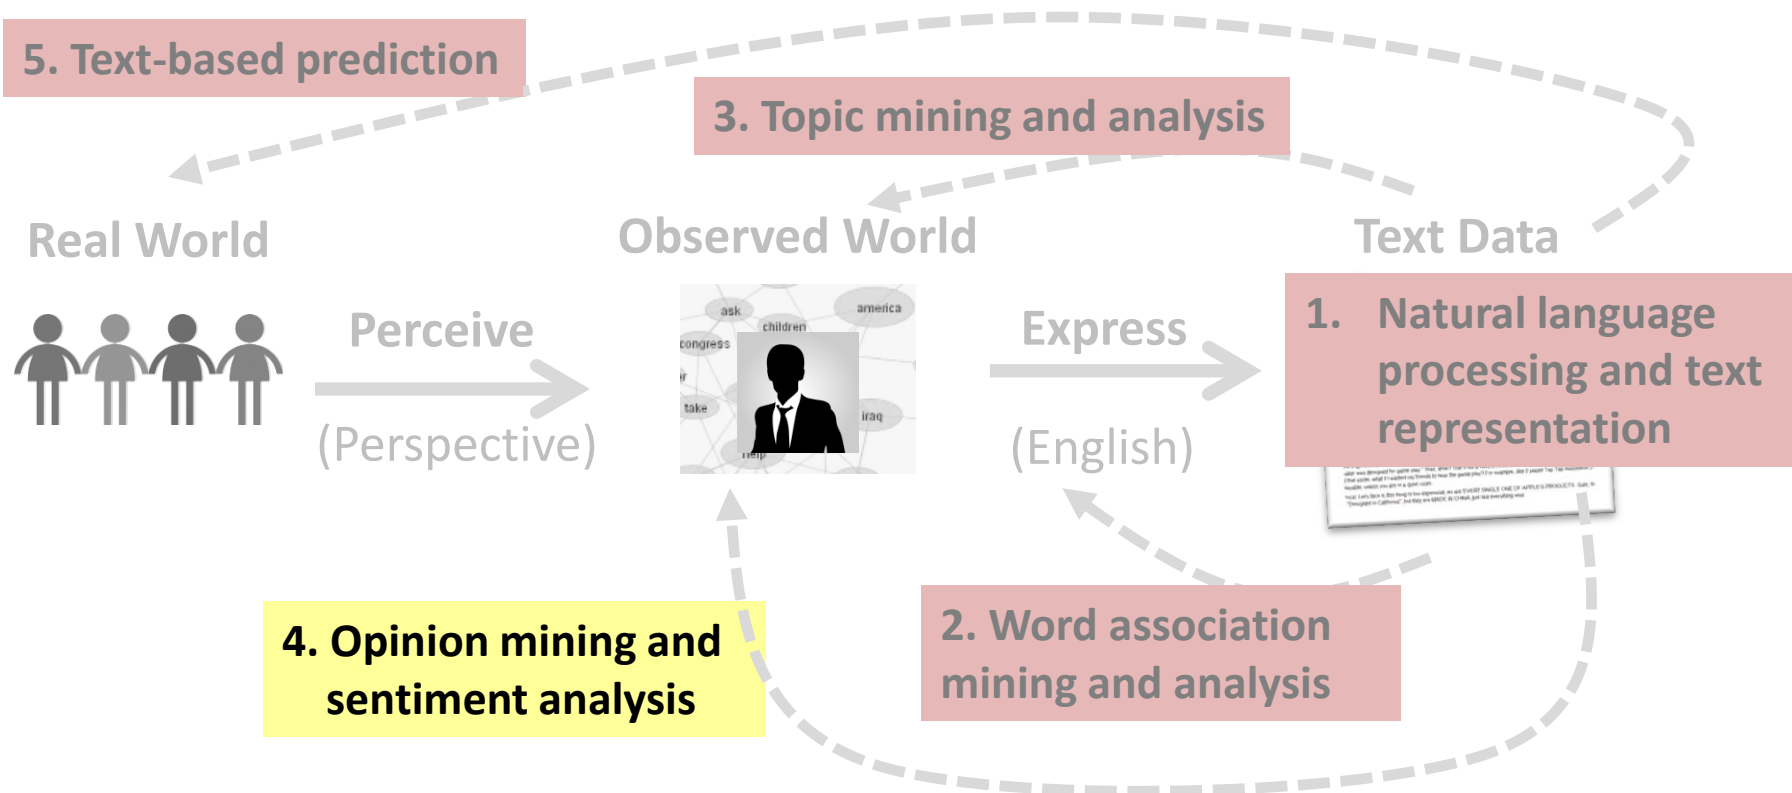 5. Text-based prediction
3. Topic mining and analysis
Real World
Observed World
Text Data
Perceive
(Perspective)
ask
america
children
congress
take
iraq
Express
(English)
1. Natural language
processing and text
representation
4. Opinion mining and
sentiment analysis
2. Word association
mining and analysis